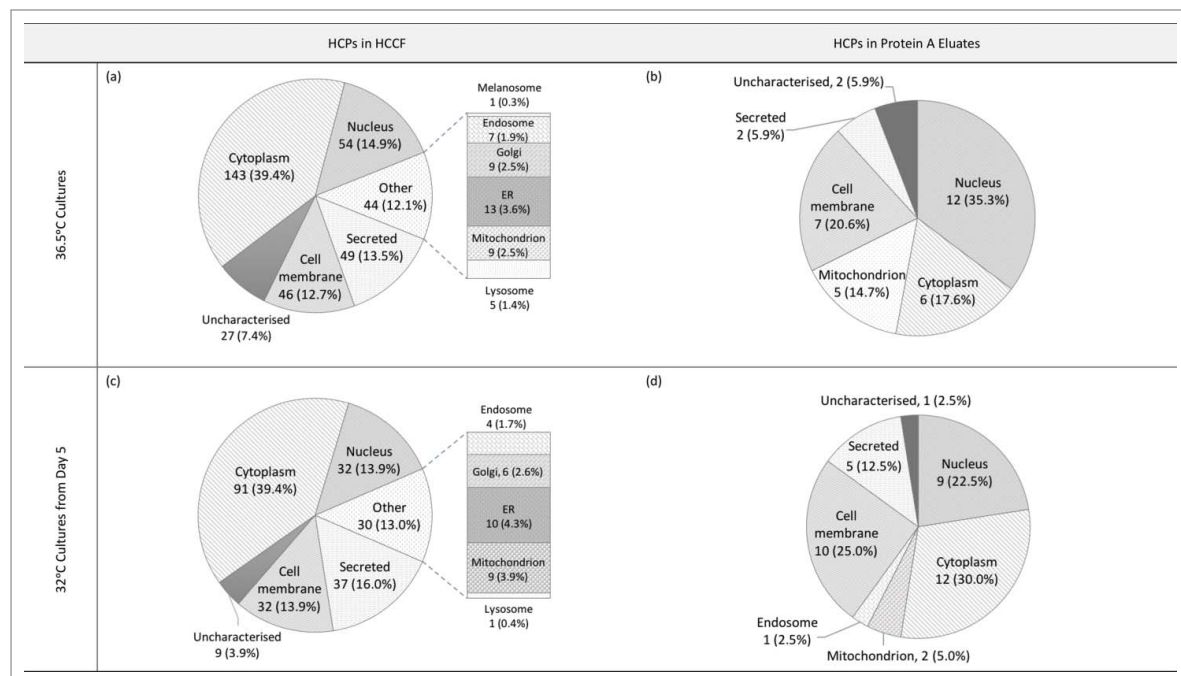 HCPs in HCCF
HCPs in Protein A Eluates
36.5°C Cultures
(a)
Cytoplasm
143 (39.4%)
Nucleus
54 (14.9%)
Other
44 (12.1%)
Secreted
49 (13.5%)
Cell
membrane
46 (12.7%)
Uncharacterised
27 (7.4%)
Melanosome
1 (0.3%)
Endosome
7 (1.9%)
Golgi
9 (2.5%)
ER
13 (3.6%)
Mitochondrion
9 (2.5%)
Lysosome
5 (1.4%)
(b)
Uncharacterised, 2 (5.9%)
Secreted
2 (5.9%)
Nucleus
12 (35.3%)
Cell
membrane
7 (20.6%)
Mitochondrion
5 (14.7%)
Cytoplasm
6 (17.6%)
32°C Cultures from Day 5
(c)
Cytoplasm
91 (39.4%)
Nucleus
32 (13.9%)
Other
30 (13.0%)
Secreted
37 (16.0%)
Cell
membrane
32 (13.9%)
Uncharacterised
9 (3.9%)
Endosome
4 (1.7%)
Golgi, 6 (2.6%)
ER
10 (4.3%)
Mitochondrion
9 (3.9%)
Lysosome
1 (0.4%)
(d)
Uncharacterised, 1 (2.5%)
Secreted
5 (12.5%)
Nucleus
9 (22.5%)
Cell
membrane
10 (25.0%)
Cytoplasm
12 (30.0%)
Endosome
1 (2.5%)
Mitochondrion, 2 (5.0%)